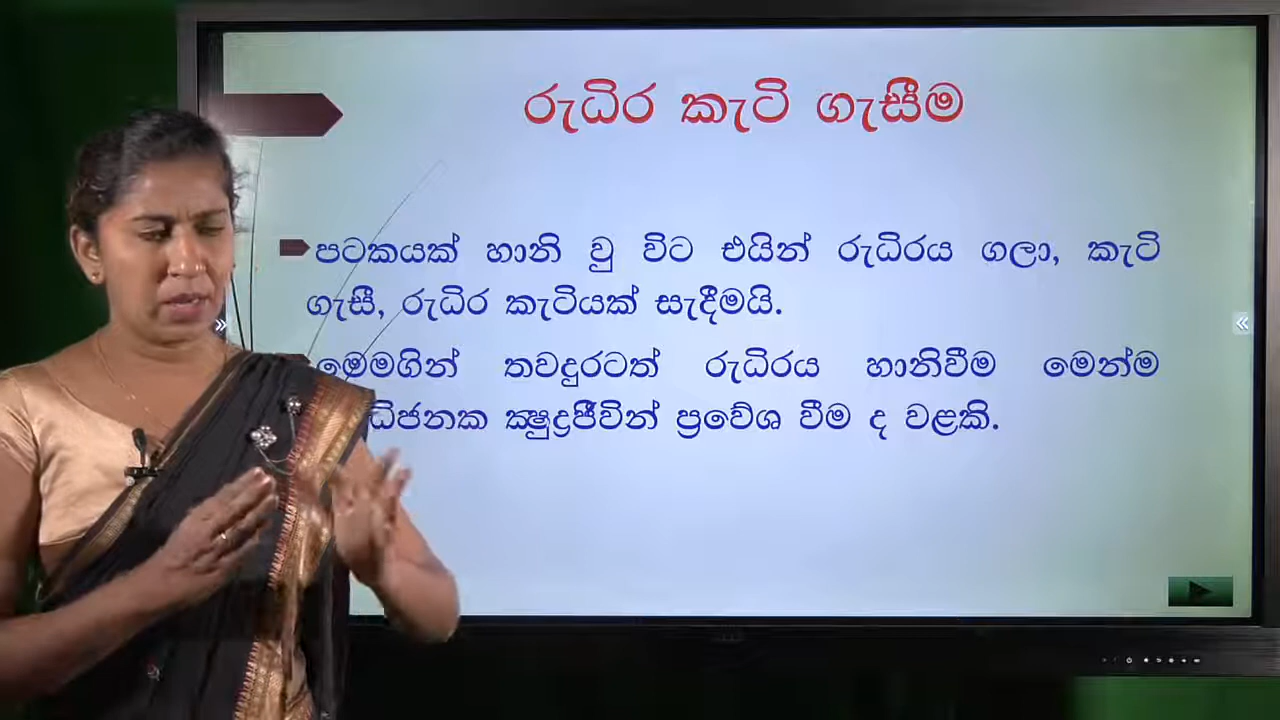 රුධිර කැටි ගැසීම
පටකයක් හානි වු විට එයින් රුධිරය ගලා, කැටි
ගැසී, රුධිර කැටියක් සැදීමයි.
මෙමගින් තවදුරටත් රුධිරය හානිවීම මෙන්ම
ක්‍ෂුද්‍රජීවින් ප්‍රවේශ වීම ද වළකි.